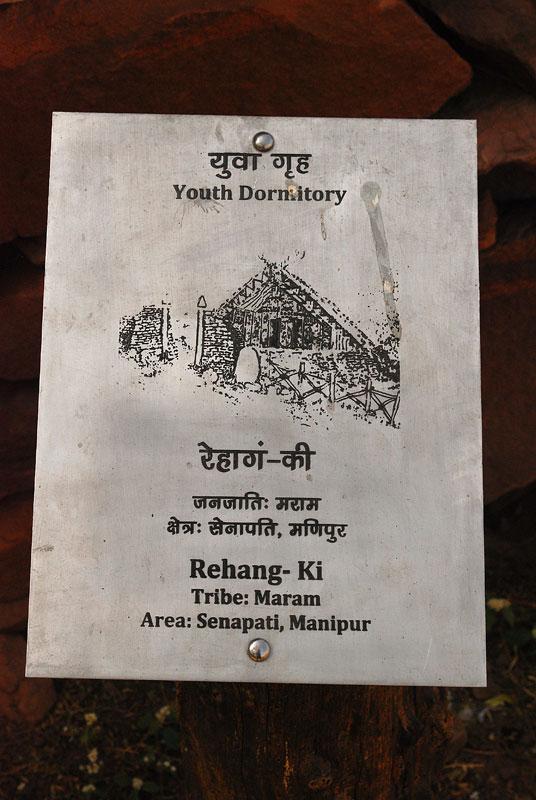 युवा गृह
Youth Dormitory
रेहागं-की
जनजातिः मराम
क्षेत्रः सेनापति, मणिपुर
Rehang- Ki
Tribe: Maram
Area: Senapati, Manipur